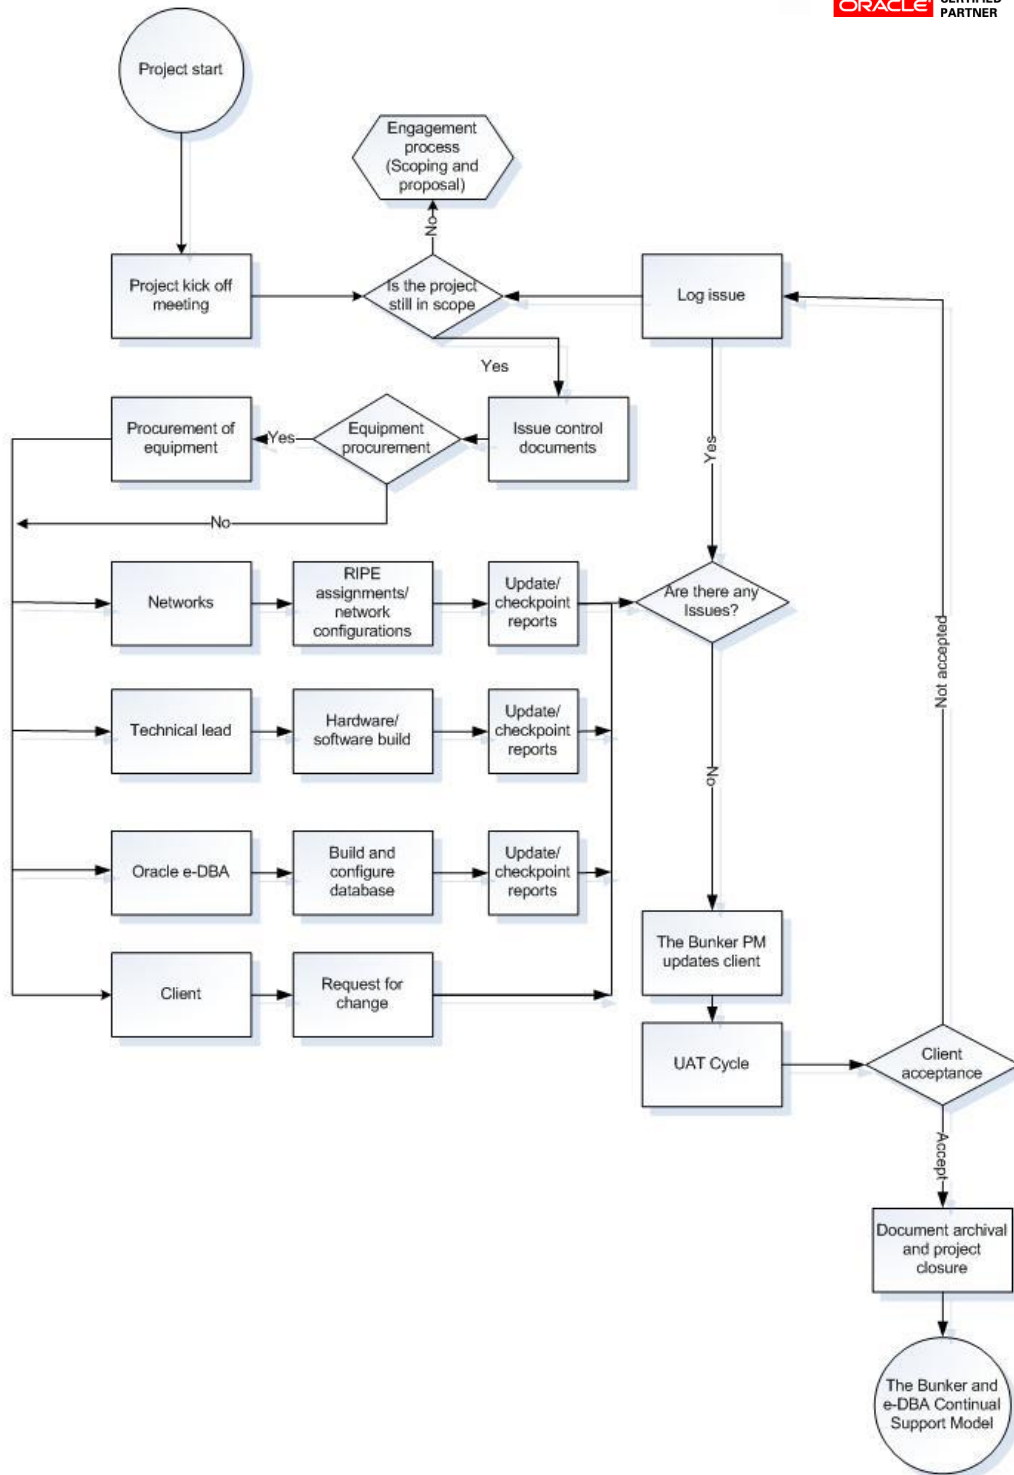 ORACLE
CERTIFIED
PARTNER
Project start
Engagement
process
(Scoping and
proposal)
No
Project kick off
meeting
Is the project
still in scope
Log issue
Yes
Procurement of
equipment
Yes
Equipment
procurement
Issue control
documents
Yes
No
Networks
RIPE
assignments/
network
configurations
Update/
checkpoint
reports
Are there any
Issues?
Not accepted
Technical lead
Hardware/
software build
Update/
checkpoint
reports
No
Oracle e-DBA
Build and
configure
database
Update/
checkpoint
reports
The Bunker PM
updates client
Client
Request for
change
UAT Cycle
Client
acceptance
Accept
Document archival
and project
closure
The Bunker and
e-DBA Continual
Support Model